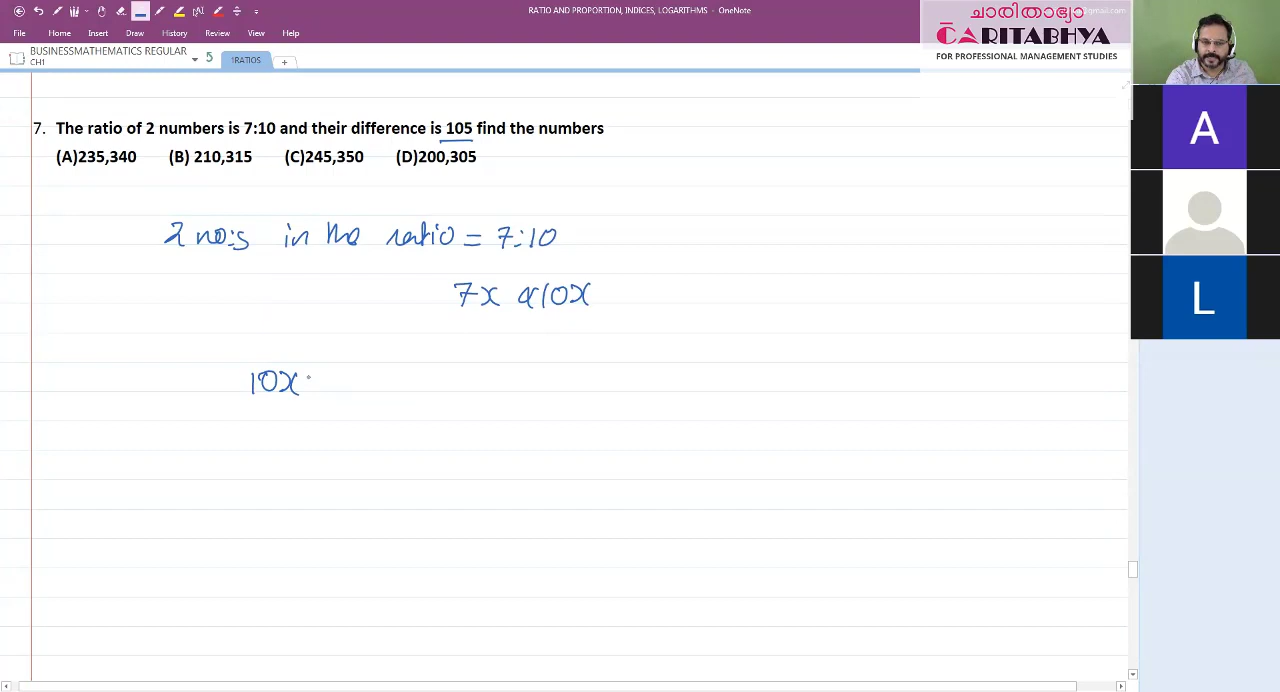 RATIO AND PROPORTION, INDICES, LOGARITHMS - OneNote
File Home Insert Draw History Review View Help
BUSINESSMATHEMATICS REGULAR
CH1
5
1RATIOS
ചാരിതാഭ്യാ
CARITABHYA
FOR PROFESSIONAL MANAGEMENT STUDIES
7. The ratio of 2 numbers is 7:10 and their difference is 105 find the numbers
(A)235,340 (B) 210,315 (C)245,350 (D)200,305
2 no:s in the ratio = 7:10
7x & 10x
10x
A
L